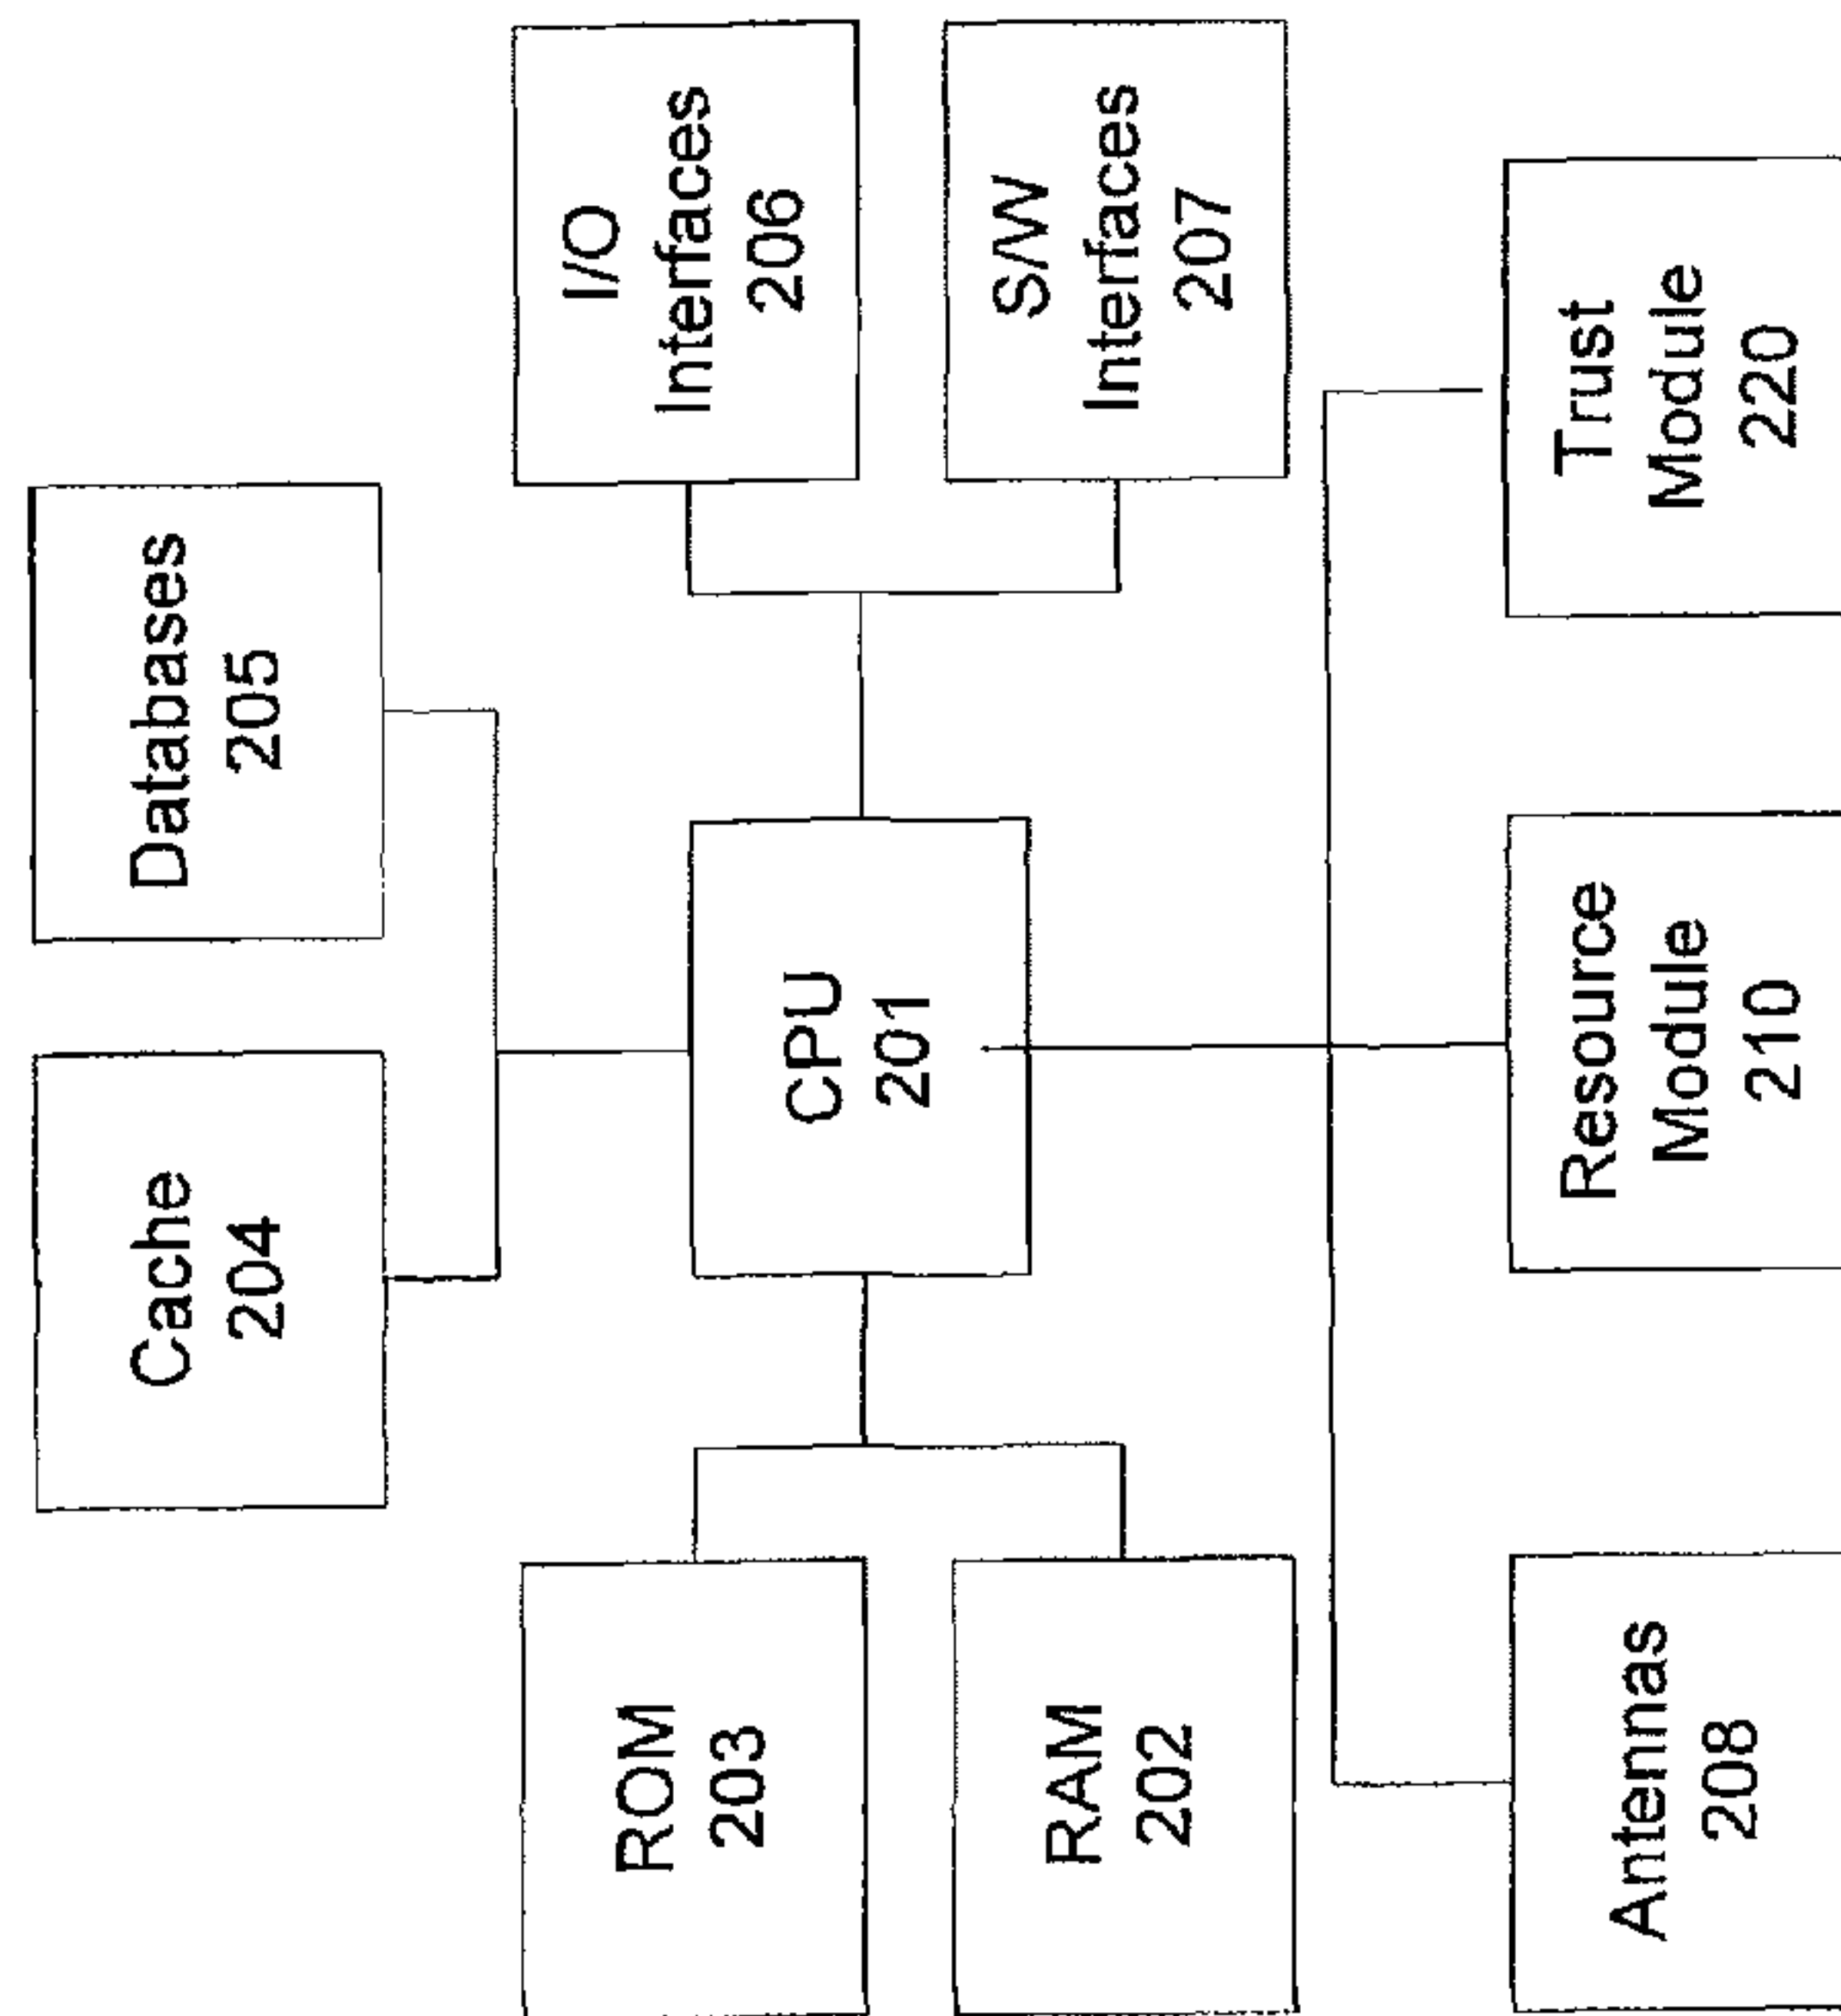 Cache
204
Databases
205
ROM
203
RAM
202
CPU
201
I/O
Interfaces
206
S/W
Interfaces
207
Antennas
208
Resource
Module
210
Trust
Module
220